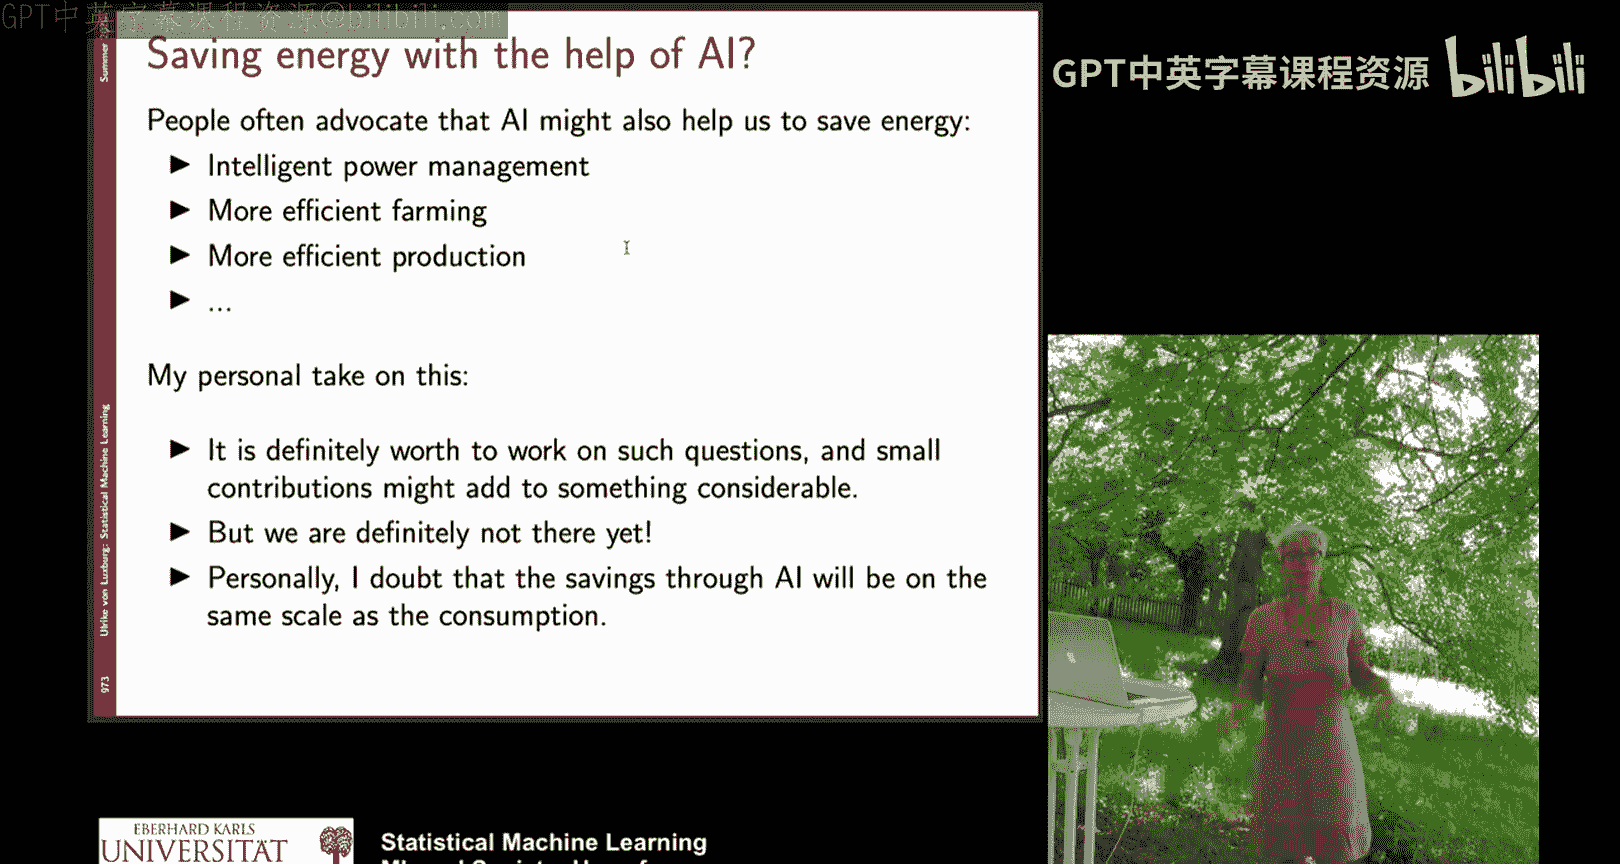 GPT中英字幕课程资源@bilibili.com
GPT中英字幕课程资源 bilibili
Summer
Saving energy with the help of AI?
People often advocate that AI might also help us to save energy:
Intelligent power management
More efficient farming
More efficient production
...
My personal take on this:
It is definitely worth to work on such questions, and small
contributions might add to something considerable.
But we are definitely not there yet!
Personally, I doubt that the savings through AI will be on the
same scale as the consumption.
Ulrike von Luxburg: Statistical Machine Learning
973
EBERHARD KARLS
UNIVERSITÄT
Statistical Machine Learning